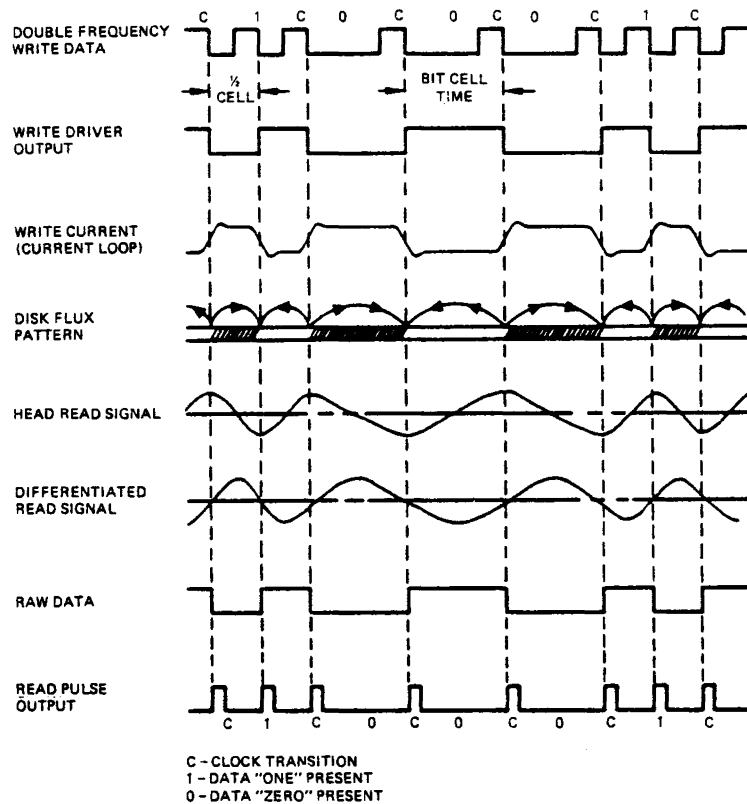 C 1 C 0 C 0 C 0 C 1 C
DOUBLE FREQUENCY
WRITE DATA
½
CELL
BIT CELL
TIME
WRITE DRIVER
OUTPUT
WRITE CURRENT
(CURRENT LOOP)
DISK FLUX
PATTERN
HEAD READ SIGNAL
DIFFERENTIATED
READ SIGNAL
RAW DATA
READ PULSE
OUTPUT
C 1 C 0 C 0 C 0 C 1 C
C – CLOCK TRANSITION
1 – DATA "ONE" PRESENT
0 – DATA "ZERO" PRESENT